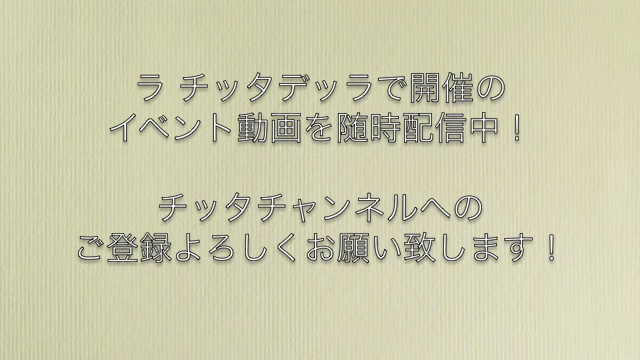 ラ チッタデッラで開催の
イベント動画を随時配信中！
チッタチャンネルへの
ご登録よろしくお願い致します！